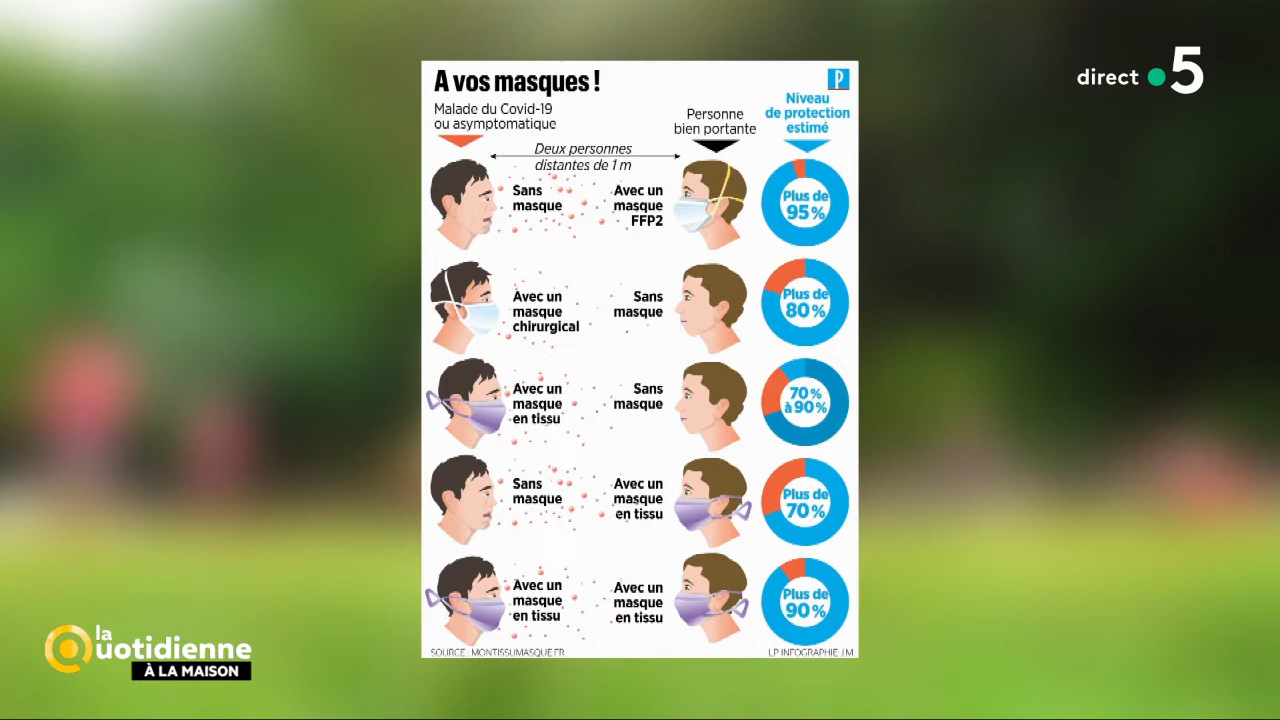 direct 5
A vos masques !
P
Malade du Covid-19
ou asymptomatique
Personne
bien portante
Niveau
de protection
estimé
Deux personnes
distantes de 1 m
Sans
masque
Avec un
masque
FFP2
Plus de
95 %
Avec un
masque
chirurgical
Sans
masque
Plus de
80 %
Avec un
masque
en tissu
Sans
masque
70 %
à 90 %
Sans
masque
Avec un
masque
en tissu
Plus de
70 %
Avec un
masque
en tissu
Avec un
masque
en tissu
Plus de
90 %
SOURCE : MONTISSUMASQUE.FR
LP INFOGRAPHIE J.M
la
Quotidienne
À LA MAISON